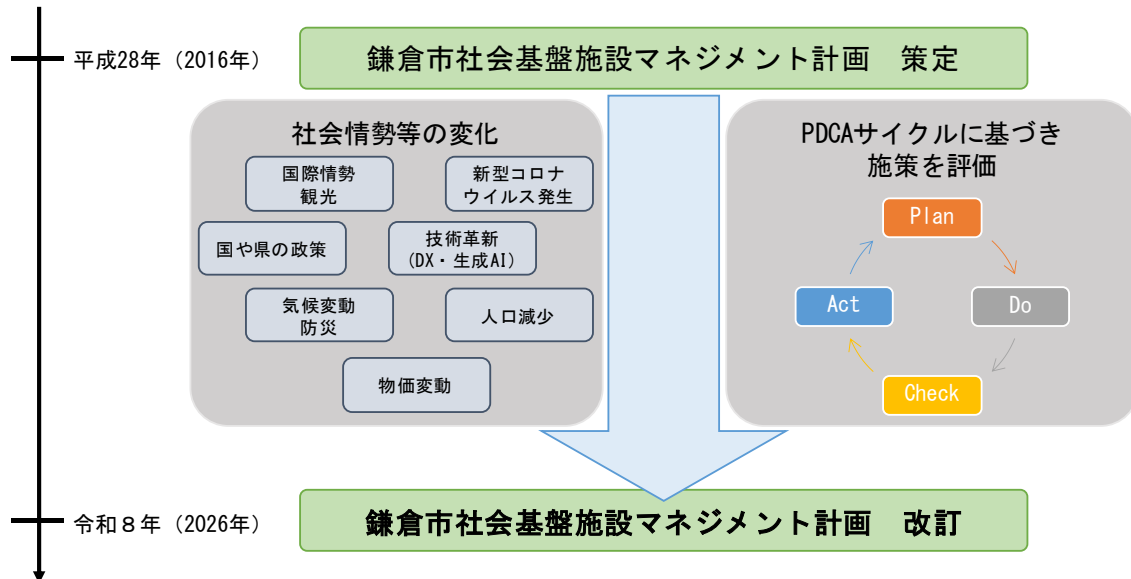 平成28年（2016年）
鎌倉市社会基盤施設マネジメント計画　策定
社会情勢等の変化
国際情勢
観光
新型コロナ
ウイルス発生
国や県の政策
技術革新
(DX・生成AI)
気候変動
防災
人口減少
物価変動
PDCAサイクルに基づき
施策を評価
Plan
Do
Check
Act
令和８年（2026年）
鎌倉市社会基盤施設マネジメント計画　改訂